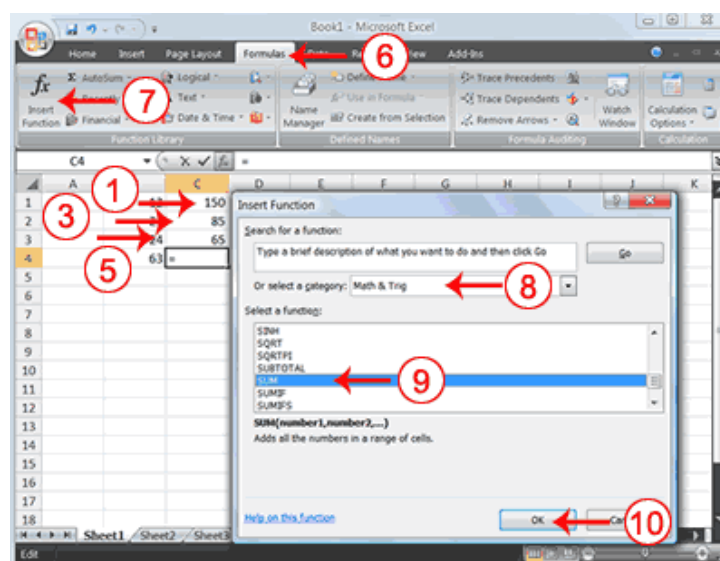 Book1 - Microsoft Excel
Home Insert Page Layout Formulas Add-Ins
6
fx Σ AutoSum Logical Define Trace Precedents
7 Text Use in Formula Trace Dependents
Insert Function Financial Date & Time Name Manager Create from Selection Remove Arrows Watch Window Calculation Options
Function Library Defined Names Formula Auditing Calculation
C4 fx =
A C D E F G H I J K
1 1 150
2 3 85
3 24 65
5
4 63 =
5
6
7
8
9
10
11
12
13
14
15
16
17
18
Insert Function
Search for a function:
Type a brief description of what you want to do and then click Go
Go
Or select a category: Math & Trig 8
Select a function:
SINH
SQRT
SQRTPI
SUBTOTAL
SUM 9
SUMIF
SUMIFS
SUM(number1,number2,...)
Adds all the numbers in a range of cells.
Help on this function OK 10
Sheet1 Sheet2 Sheet3
Edit